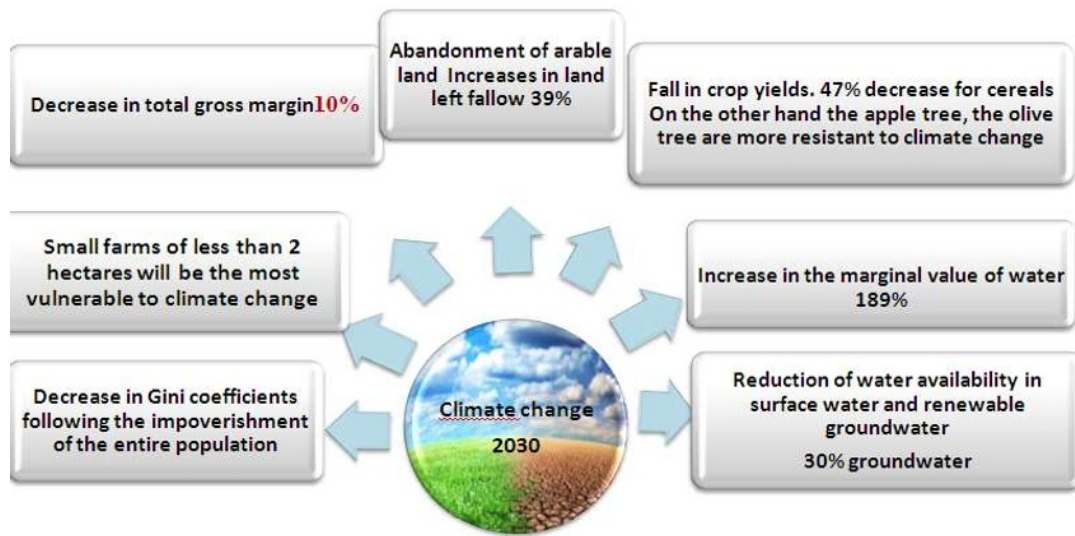 Decrease in total gross margin10%
Abandonment of arable
land Increases in land
left fallow 39%
Fall in crop yields. 47% decrease for cereals
On the other hand the apple tree, the olive
tree are more resistant to climate change
Small farms of less than 2
hectares will be the most
vulnerable to climate change
Increase in the marginal value of water
189%
Decrease in Gini coefficients
following the impoverishment
of the entire population
Climate change
2030
Reduction of water availability in
surface water and renewable
groundwater
30% groundwater